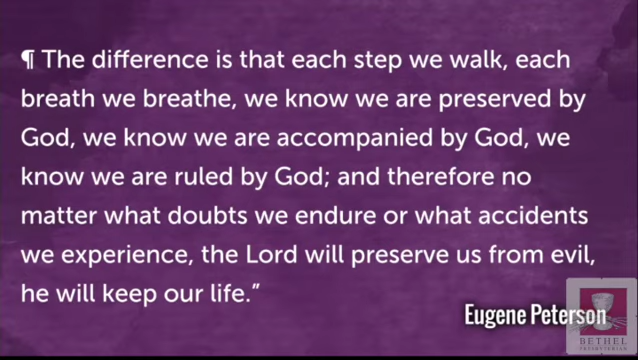 ¶ The difference is that each step we walk, each
breath we breathe, we know we are preserved by
God, we know we are accompanied by God, we
know we are ruled by God; and therefore no
matter what doubts we endure or what accidents
we experience, the Lord will preserve us from evil,
he will keep our life.”
Eugene Peterson
BETHEL
PRESBYTERIAN